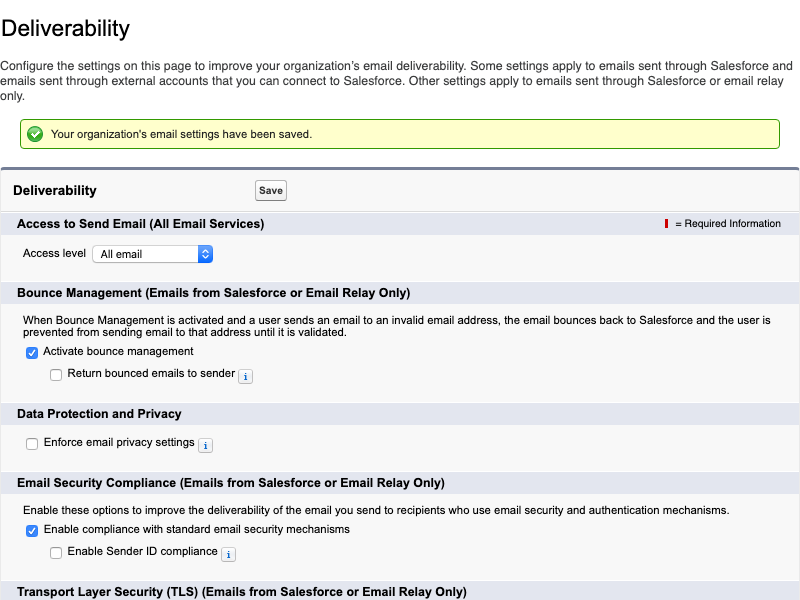 Deliverability
Configure the settings on this page to improve your organization's email deliverability. Some settings apply to emails sent through Salesforce and
emails sent through external accounts that you can connect to Salesforce. Other settings apply to emails sent through Salesforce or email relay
only.
Your organization's email settings have been saved.
Deliverability
Save
Access to Send Email (All Email Services)
= Required Information
Access level All email
Bounce Management (Emails from Salesforce or Email Relay Only)
When Bounce Management is activated and a user sends an email to an invalid email address, the email bounces back to Salesforce and the user is
prevented from sending email to that address until it is validated.
Activate bounce management
Return bounced emails to sender i
Data Protection and Privacy
Enforce email privacy settings i
Email Security Compliance (Emails from Salesforce or Email Relay Only)
Enable these options to improve the deliverability of the email you send to recipients who use email security and authentication mechanisms.
Enable compliance with standard email security mechanisms
Enable Sender ID compliance i
Transport Layer Security (TLS) (Emails from Salesforce or Email Relay Only)